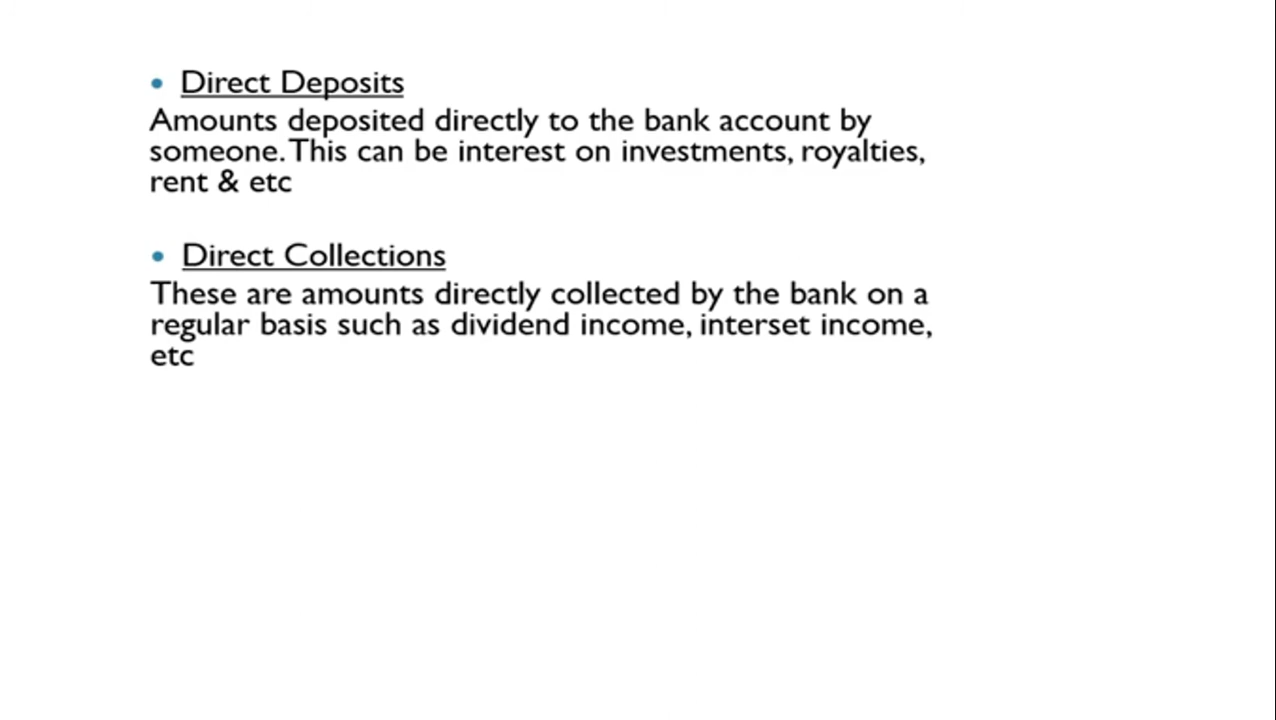 • Direct Deposits
Amounts deposited directly to the bank account by
someone. This can be interest on investments, royalties,
rent & etc
• Direct Collections
These are amounts directly collected by the bank on a
regular basis such as dividend income, interset income,
etc